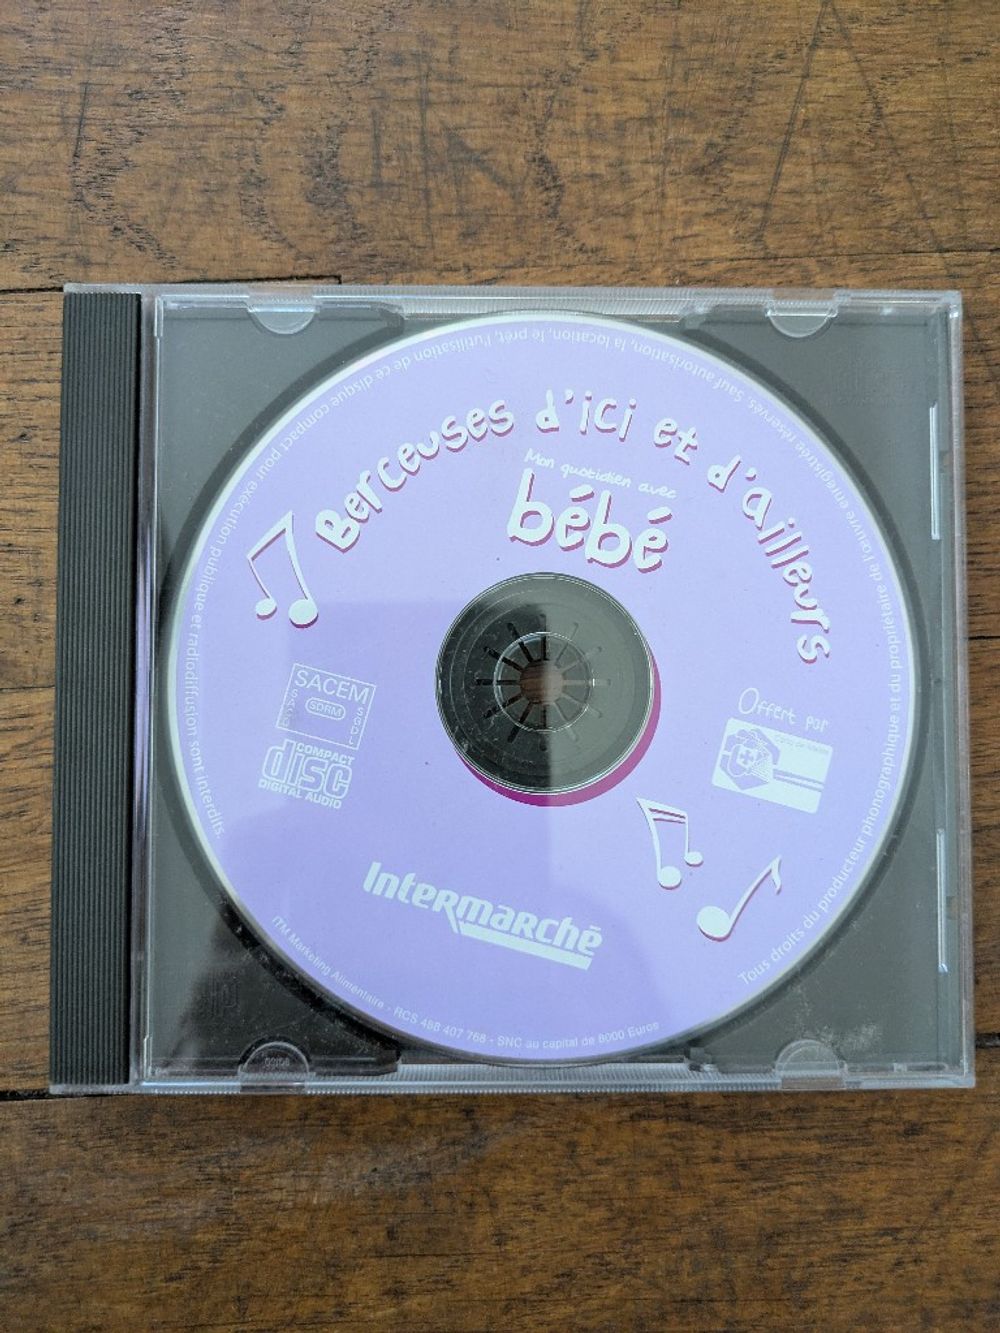 Berceuses d'ici et d'ailleurs
Mon quotidien avec
bébé
SACEM
SACD
SDRM
SGDL
COMPACT
disc
DIGITAL AUDIO
Offert par
Intermarché
Tous droits du producteur phonographique et du propriétaire de l'œuvre enregistrée réservés. Sauf autorisation, la location, le prêt, l'utilisation de ce disque compact pour exécution publique et radiodiffusion sont interdits.
ITM Marketing Alimentaire - RCS 488 407 768 - SNC au capital de 8000 Euros